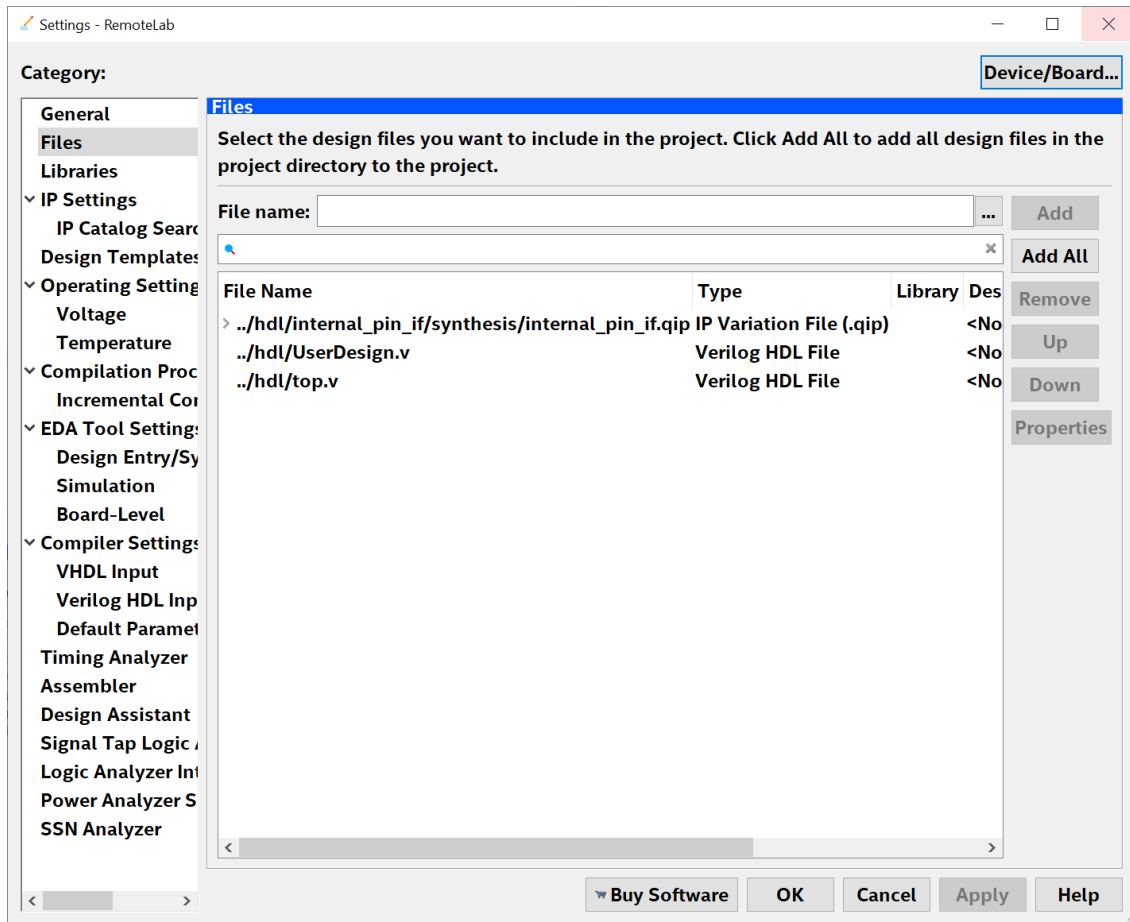 Settings - RemoteLab
Category:
Device/Board...
General
Files
Libraries
IP Settings
IP Catalog Searc
Design Templates
Operating Setting
Voltage
Temperature
Compilation Proc
Incremental Cor
EDA Tool Settings
Design Entry/Sy
Simulation
Board-Level
Compiler Settings
VHDL Input
Verilog HDL Inp
Default Paramet
Timing Analyzer
Assembler
Design Assistant
Signal Tap Logic A
Logic Analyzer Int
Power Analyzer S
SSN Analyzer
Files
Select the design files you want to include in the project. Click Add All to add all design files in the
project directory to the project.
File name:
...
Add
Add All
Remove
Up
Down
Properties
File Name Type Library Des
../hdl/internal_pin_if/synthesis/internal_pin_if.qip IP Variation File (.qip) <No
../hdl/UserDesign.v Verilog HDL File <No
../hdl/top.v Verilog HDL File <No
Buy Software
OK
Cancel
Apply
Help